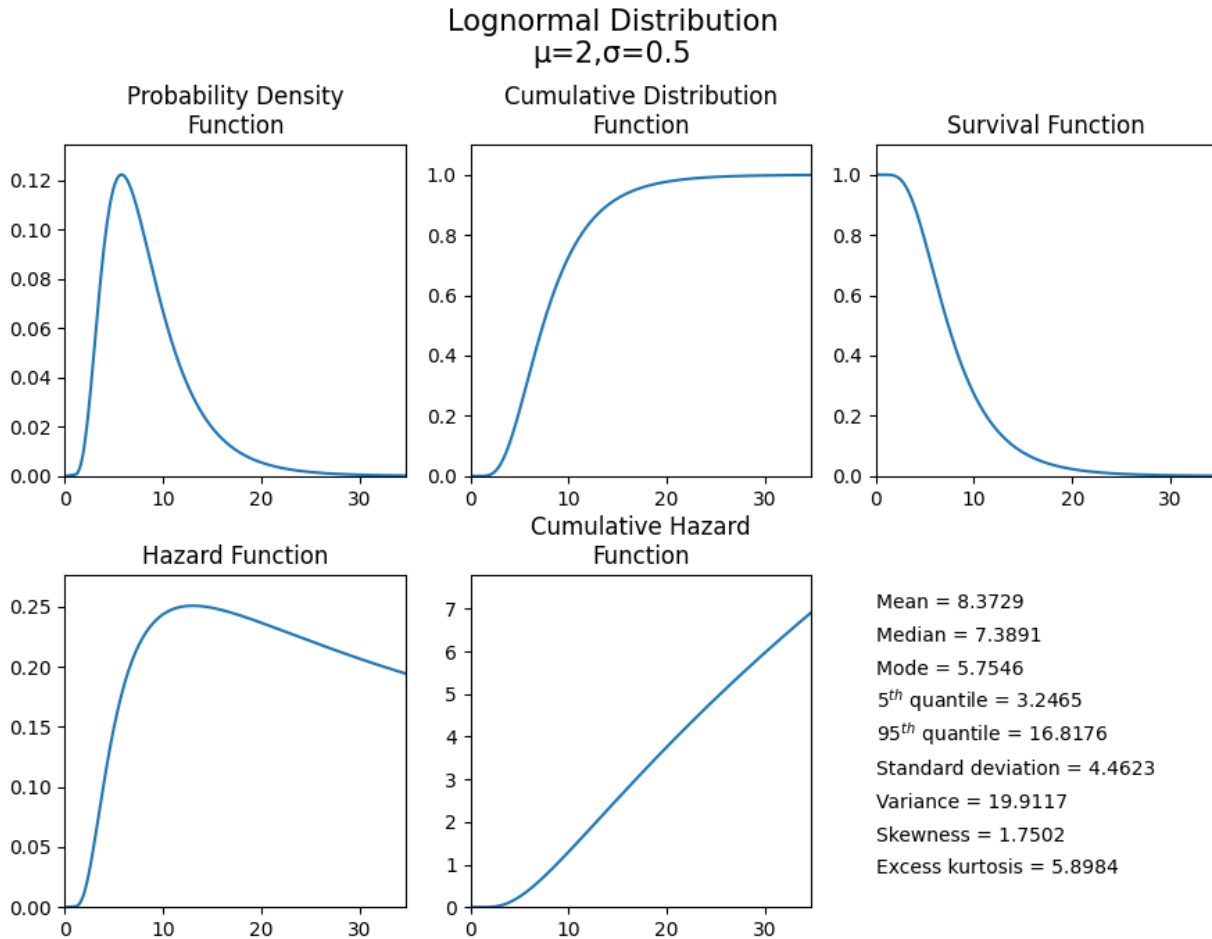 Lognormal Distribution
μ=2,σ=0.5
Probability Density
Function
0.12
0.10
0.08
0.06
0.04
0.02
0.00
0 10 20 30
Cumulative Distribution
Function
1.0
0.8
0.6
0.4
0.2
0.0
0 10 20 30
Survival Function
1.0
0.8
0.6
0.4
0.2
0.0
0 10 20 30
Hazard Function
0.25
0.20
0.15
0.10
0.05
0.00
0 10 20 30
Cumulative Hazard
Function
7
6
5
4
3
2
1
0
0 10 20 30
Mean = 8.3729
Median = 7.3891
Mode = 5.7546
5th quantile = 3.2465
95th quantile = 16.8176
Standard deviation = 4.4623
Variance = 19.9117
Skewness = 1.7502
Excess kurtosis = 5.8984